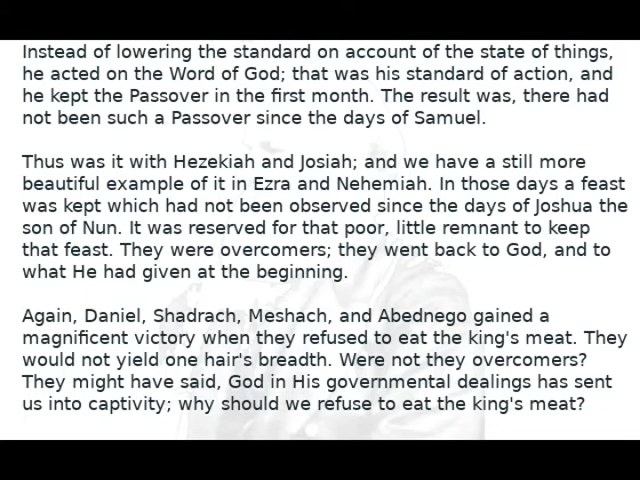 Instead of lowering the standard on account of the state of things,
he acted on the Word of God; that was his standard of action, and
he kept the Passover in the first month. The result was, there had
not been such a Passover since the days of Samuel.
Thus was it with Hezekiah and Josiah; and we have a still more
beautiful example of it in Ezra and Nehemiah. In those days a feast
was kept which had not been observed since the days of Joshua the
son of Nun. It was reserved for that poor, little remnant to keep
that feast. They were overcomers; they went back to God, and to
what He had given at the beginning.
Again, Daniel, Shadrach, Meshach, and Abednego gained a
magnificent victory when they refused to eat the king's meat. They
would not yield one hair's breadth. Were not they overcomers?
They might have said, God in His governmental dealings has sent
us into captivity; why should we refuse to eat the king's meat?